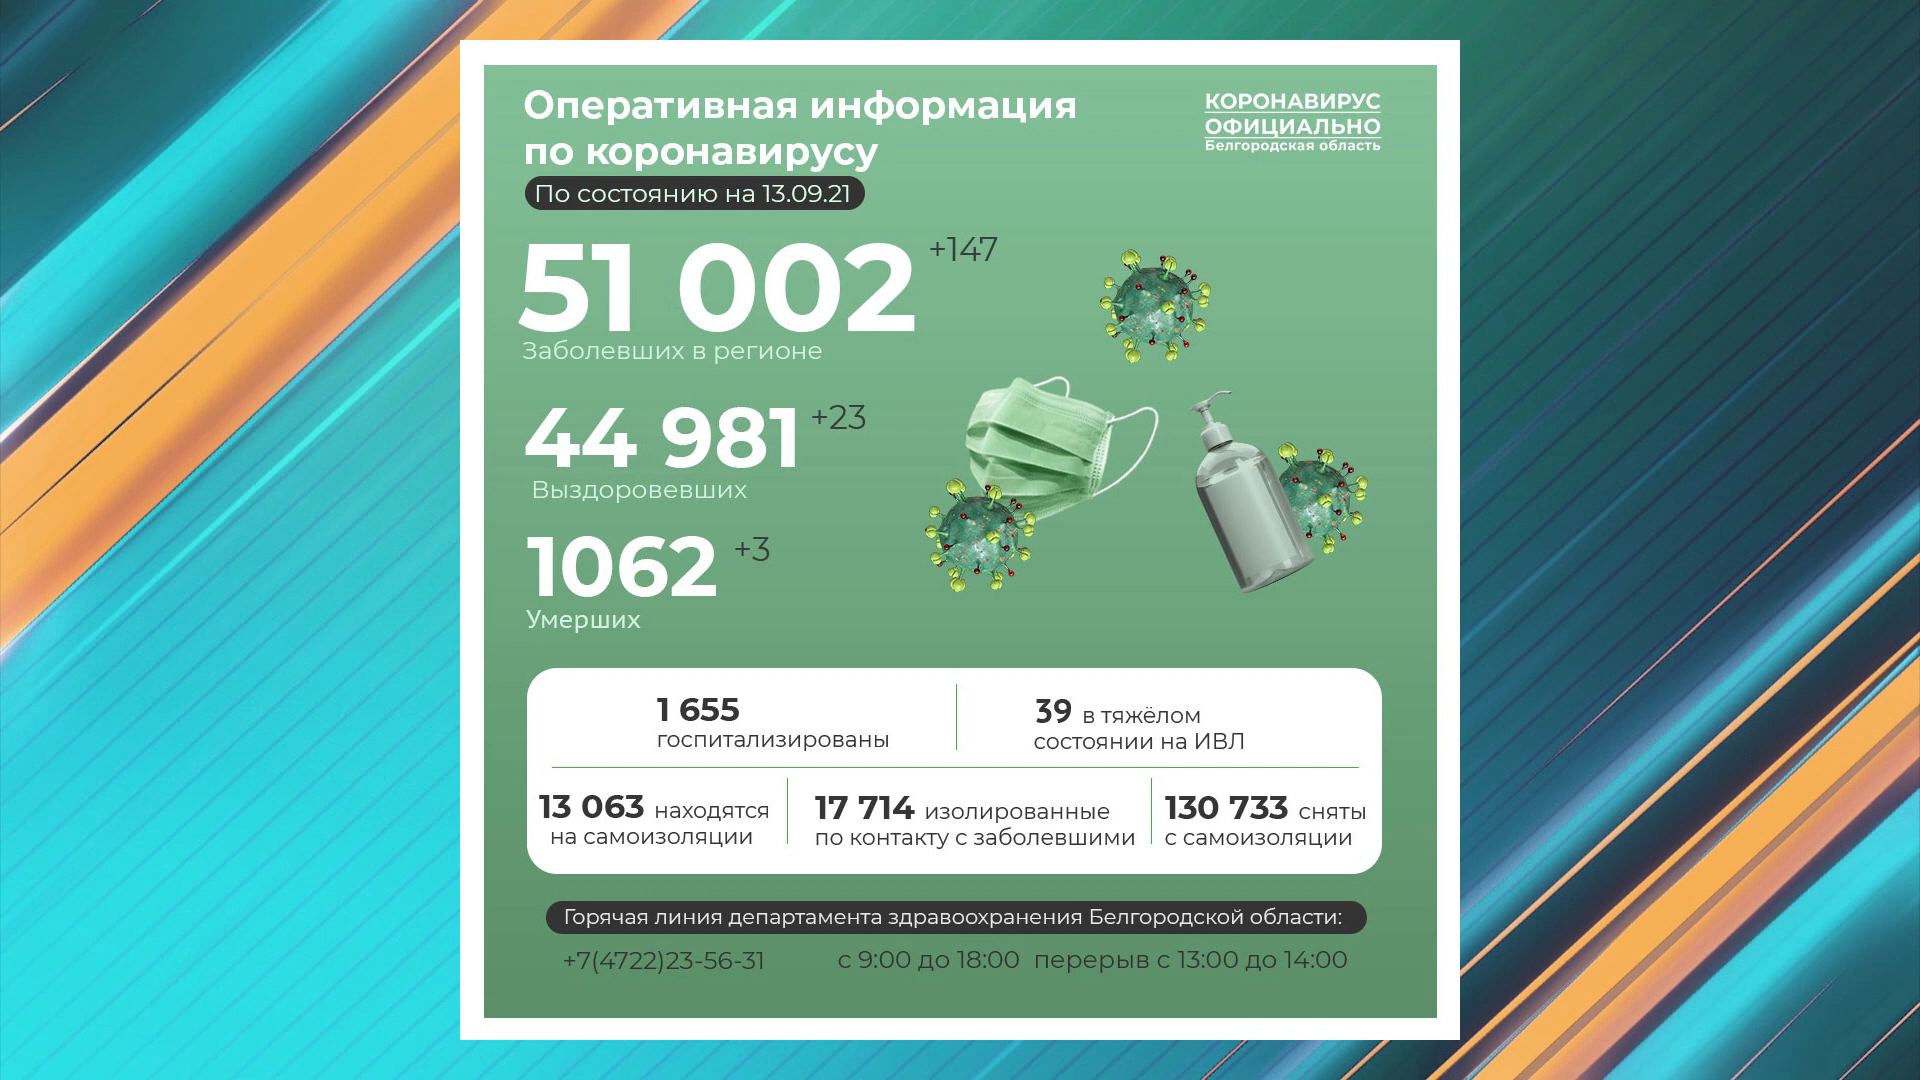 Оперативная информация
по коронавирусу
КОРОНАВИРУС
ОФИЦИАЛЬНО
Белгородская область
По состоянию на 13.09.21
51 002 +147
Заболевших в регионе
44 981 +23
Выздоровевших
1062 +3
Умерших
1 655
госпитализированы
39 в тяжёлом
состоянии на ИВЛ
13 063 находятся
на самоизоляции
17 714 изолированные
по контакту с заболевшими
130 733 сняты
с самоизоляции
Горячая линия департамента здравоохранения Белгородской области:
+7(4722)23-56-31 с 9:00 до 18:00 перерыв с 13:00 до 14:00